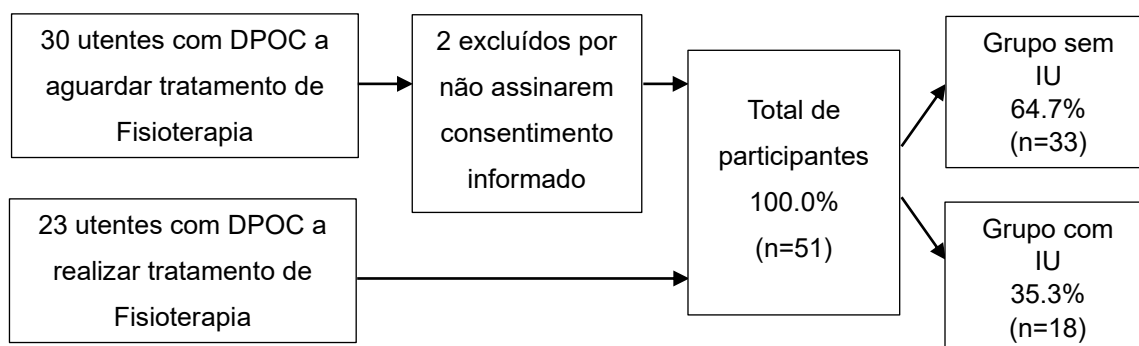 30 utentes com DPOC a
aguardar tratamento de
Fisioterapia
2 excluídos por
não assinarem
consentimento
informado
23 utentes com DPOC a
realizar tratamento de
Fisioterapia
Total de
participantes
100.0%
(n=51)
Grupo sem
IU
64.7%
(n=33)
Grupo com
IU
35.3%
(n=18)